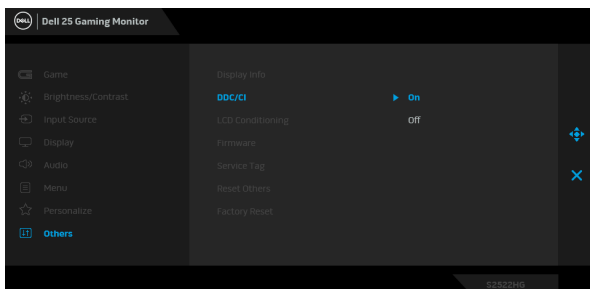 DELL Dell 25 Gaming Monitor
Game
Display Info
Brightness/Contrast
DDC/CI
On
Input Source
LCD Conditioning
Off
Display
Firmware
Audio
Service Tag
Menu
Reset Others
Personalize
Factory Reset
Others
S2522HG